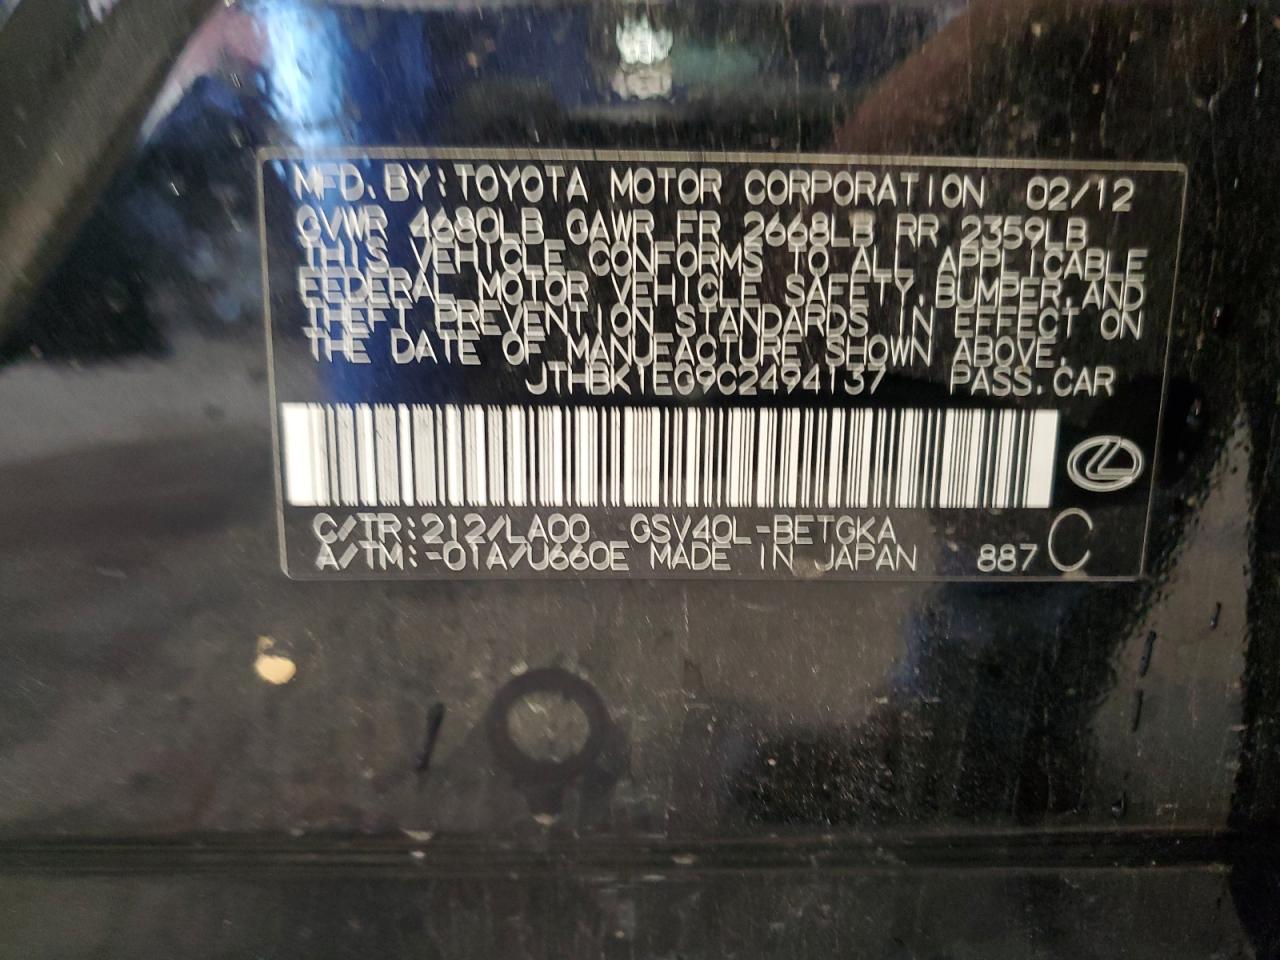 MFD. BY: TOYOTA MOTOR CORPORATION 02/12
GVWR 4680LB GAWR FR 2668LB RR 2359LB
THIS VEHICLE CONFORMS TO ALL APPLICABLE
FEDERAL MOTOR VEHICLE SAFETY, BUMPER, AND
THEFT PREVENTION STANDARDS IN EFFECT ON
THE DATE OF MANUFACTURE SHOWN ABOVE.
JTHBK1EG9C2494137 PASS. CAR
C/TR: 212/LA00 GSV40L-BETGKA
A/TM: -01A/U660E MADE IN JAPAN 887 C